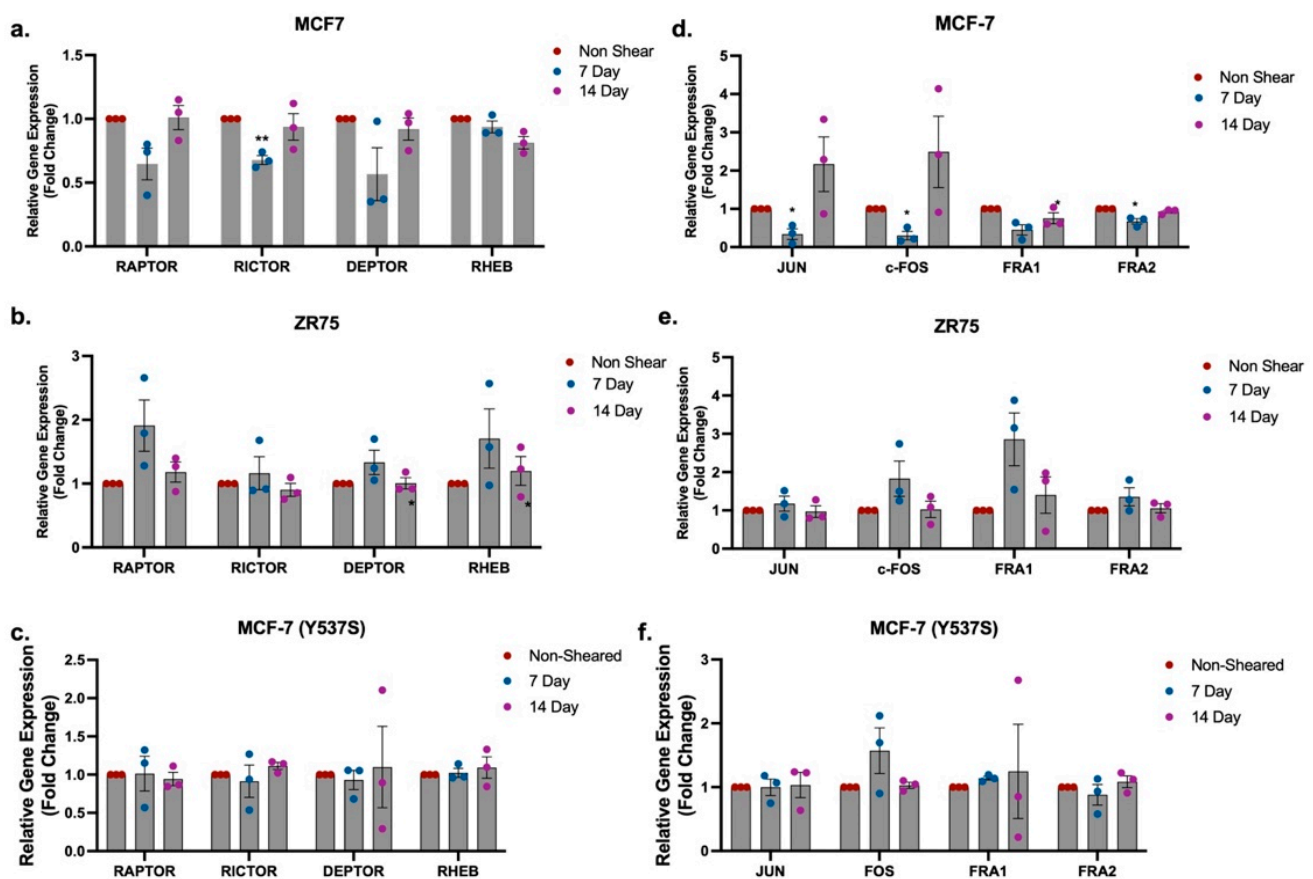 a.
MCF7
Relative Gene Expression
(Fold Change)
1.5
1.0
0.5
0.0
**
Non Shear
7 Day
14 Day
RAPTOR RICTOR DEPTOR RHEB
d.
MCF-7
Relative Gene Expression
(Fold Change)
5
4
3
2
1
0
* * * *
Non Shear
7 Day
14 Day
JUN c-FOS FRA1 FRA2
b.
ZR75
Relative Gene Expression
(Fold Change)
3
2
1
0
* *
Non Shear
7 Day
14 Day
RAPTOR RICTOR DEPTOR RHEB
e.
ZR75
Relative Gene Expression
(Fold Change)
5
4
3
2
1
0
Non Shear
7 Day
14 Day
JUN c-FOS FRA1 FRA2
c.
MCF-7 (Y537S)
Relative Gene Expression
(Fold Change)
2.5
2.0
1.5
1.0
0.5
0.0
Non-Sheared
7 Day
14 Day
RAPTOR RICTOR DEPTOR RHEB
f.
MCF-7 (Y537S)
Relative Gene Expression
(Fold Change)
3
2
1
0
Non-Sheared
7 Day
14 Day
JUN FOS FRA1 FRA2